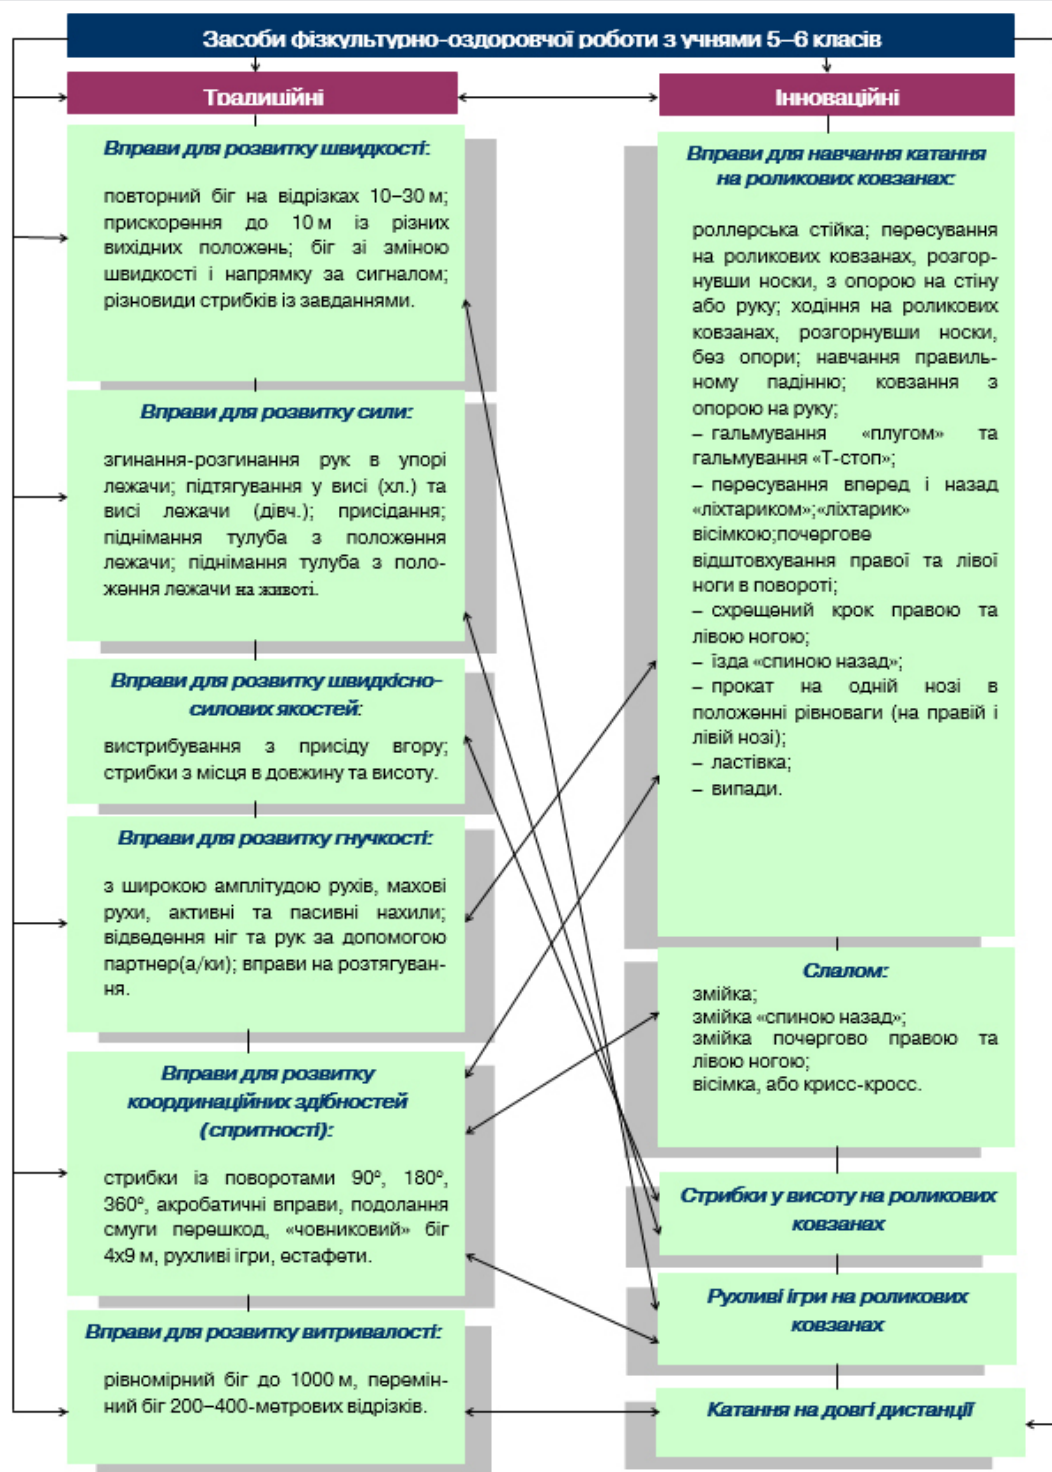 Засоби фізкультурно-оздоровчої роботи з учнями 5–6 класів
Традиційні
Вправи для розвитку швидкості:
повторний біг на відрізках 10–30 м;
прискорення до 10 м із різних
вихідних положень; біг зі зміною
швидкості і напрямку за сигналом;
різновиди стрибків із завданнями.
Вправи для розвитку сили:
згинання-розгинання рук в упорі
лежачи; підтягування у висі (хл.) та
висі лежачи (дівч.); присідання;
піднімання тулуба з положення
лежачи; піднімання тулуба з поло-
ження лежачи на животі.
Вправи для розвитку швидкісно-
силових якостей:
вистрибування з присіду вгору;
стрибки з місця в довжину та висоту.
Вправи для розвитку гнучкості:
з широкою амплітудою рухів, махові
рухи, активні та пасивні нахили;
відведення ніг та рук за допомогою
партнер(а/ки); вправи на розтягуван-
ня.
Вправи для розвитку
координаційних здібностей
(спритності):
стрибки із поворотами 90º, 180º,
360º, акробатичні вправи, подолання
смуги перешкод, «човниковий» біг
4х9 м, рухливі ігри, естафети.
Вправи для розвитку витривалості:
рівномірний біг до 1000 м, перемін-
ний біг 200–400-метрових відрізків.
Інноваційні
Вправи для навчання катання
на роликових ковзанах:
роллерська стійка; пересування
на роликових ковзанах, розгор-
нувши носки, з опорою на стіну
або руку; ходіння на роликових
ковзанах, розгорнувши носки,
без опори; навчання правиль-
ному падінню; ковзання з
опорою на руку;
– гальмування «плугом» та
гальмування «Т-стоп»;
– пересування вперед і назад
«ліхтариком»;«ліхтарик»
вісімкою;почергове
відштовхування правої та лівої
ноги в повороті;
– схрещений крок правою та
лівою ногою;
– їзда «спиною назад»;
– прокат на одній нозі в
положенні рівноваги (на правій і
лівій нозі);
– ластівка;
– випади.
Слалом:
змійка;
змійка «спиною назад»;
змійка почергово правою та
лівою ногою;
вісімка, або крисс-кросс.
Стрибки у висоту на роликових
ковзанах
Рухливі ігри на роликових
ковзанах
Катання на довгі дистанції